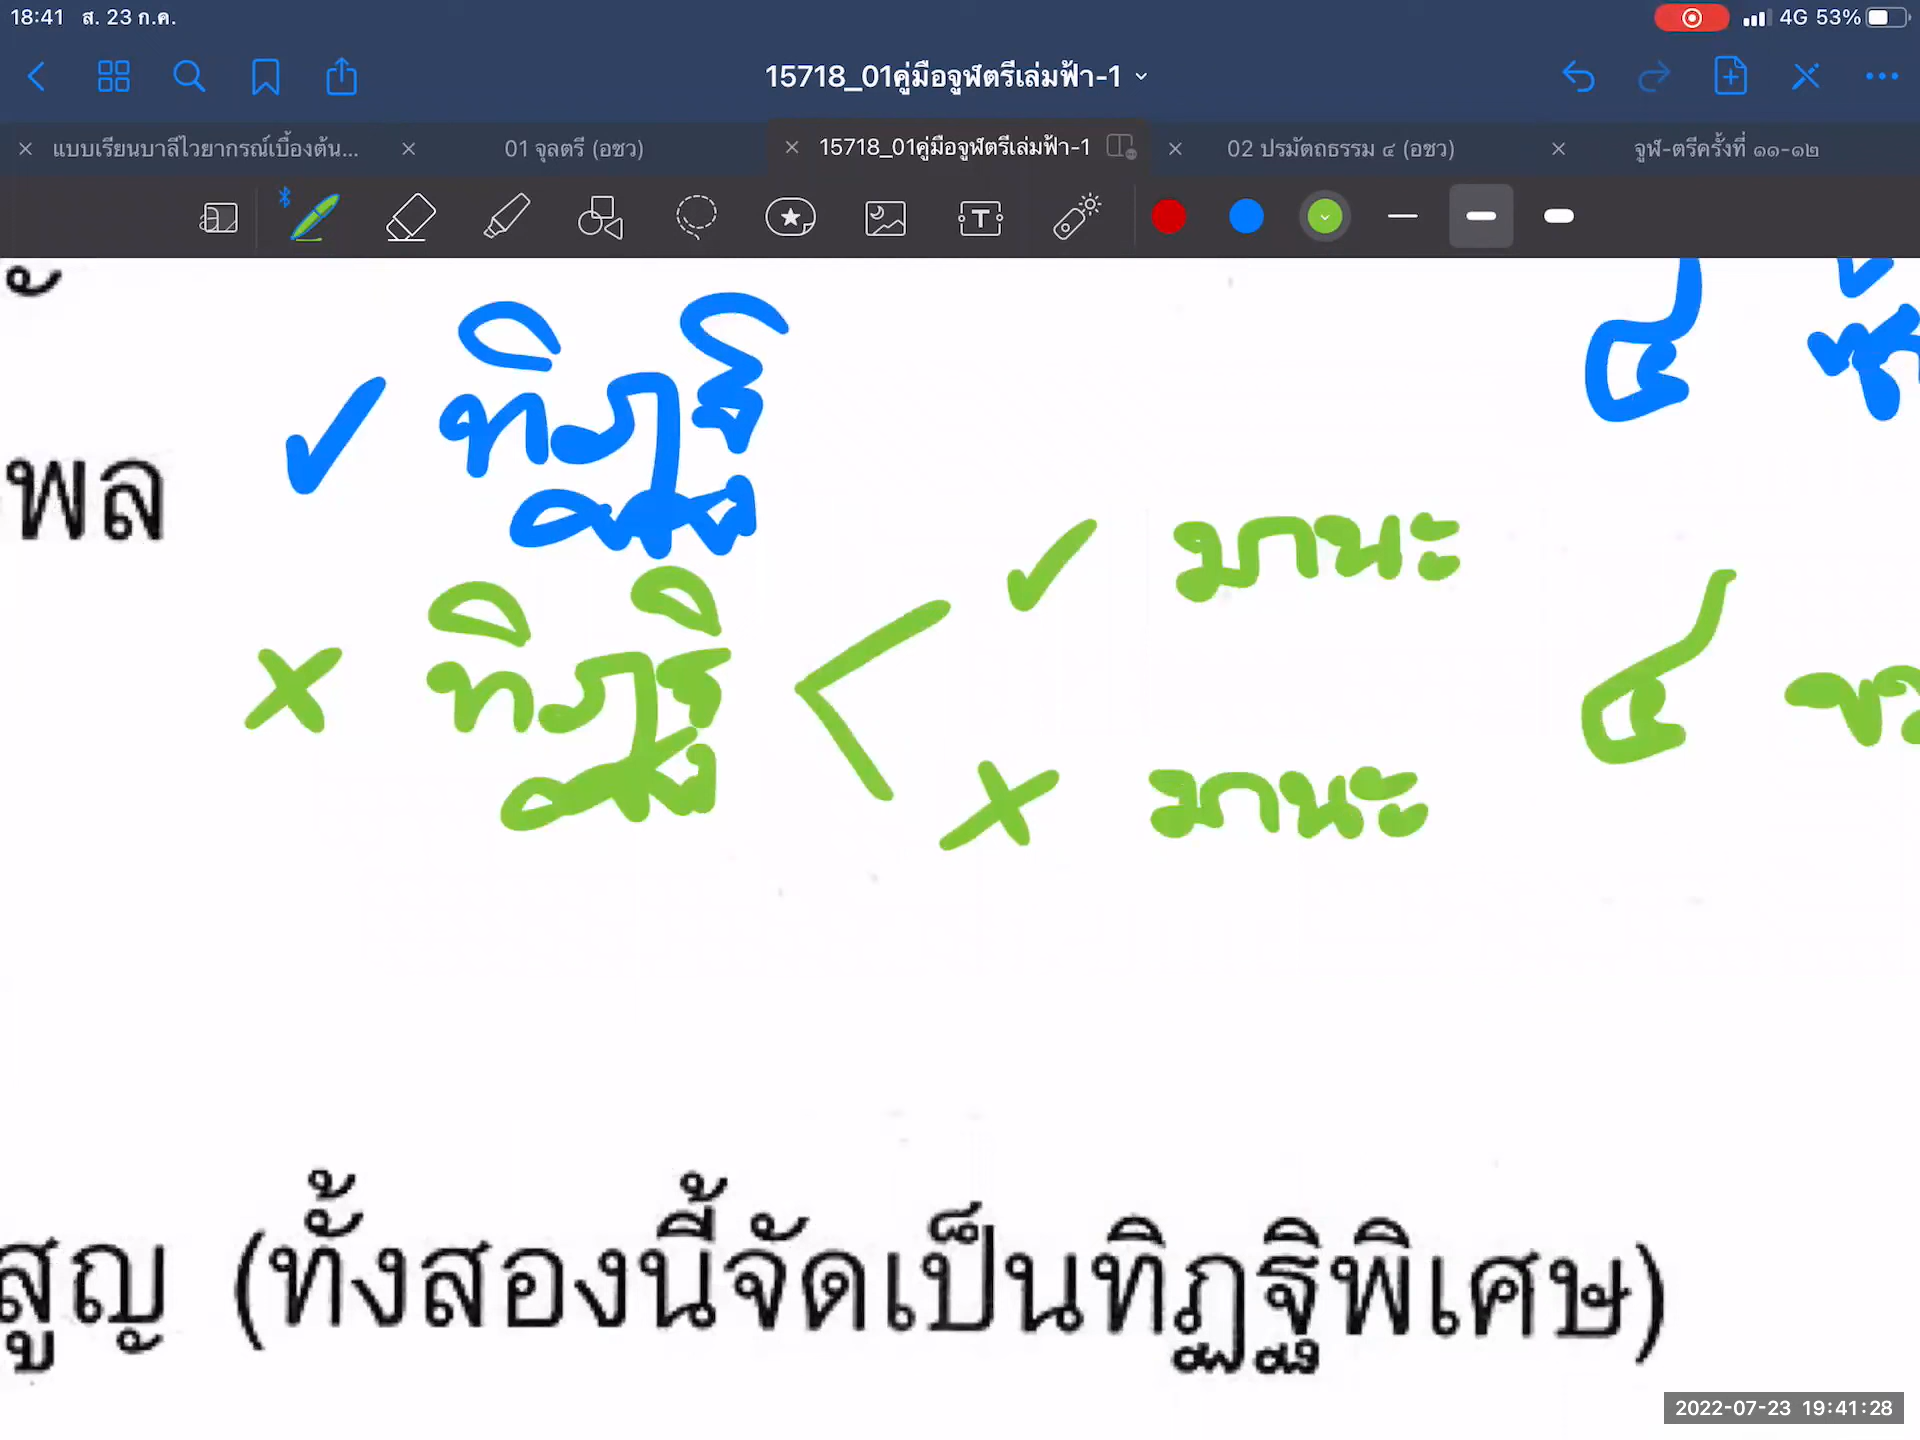 18:41 ส. 23 ก.ค. 4G 53%
15718_01คู่มือจูฬตรีเล่มฟ้า-1
แบบเรียนบาลีไวยากรณ์เบื้องต้น... 01 จุลตรี (อชว) 15718_01คู่มือจูฬตรีเล่มฟ้า-1 02 ปรมัตถธรรม ๔ (อชว) จูฬ-ตรีครั้งที่ ๑๑-๑๒
✓ ทิฏฐิ ๔
พล
✓ มานะ
× ทิฏฐิ < ๔
× มานะ
สูญ (ทั้งสองนี้จัดเป็นทิฏฐิพิเศษ)
2022-07-23 19:41:28